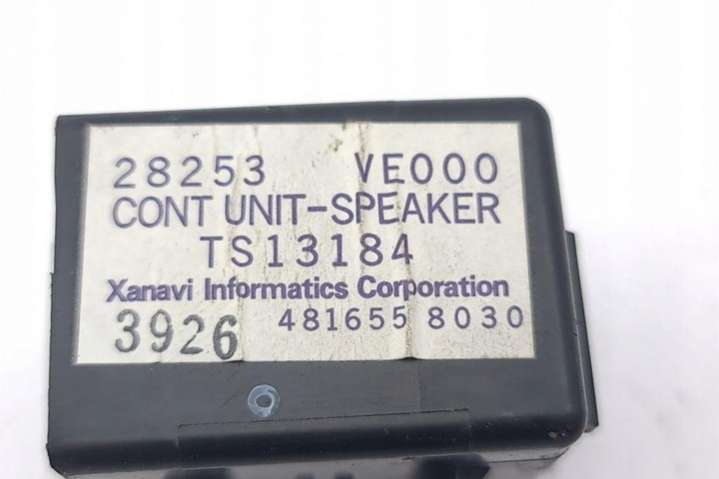 28253 VE000
CONT UNIT-SPEAKER
TS13184
Xanavi Informatics Corporation
3926 481655 8030